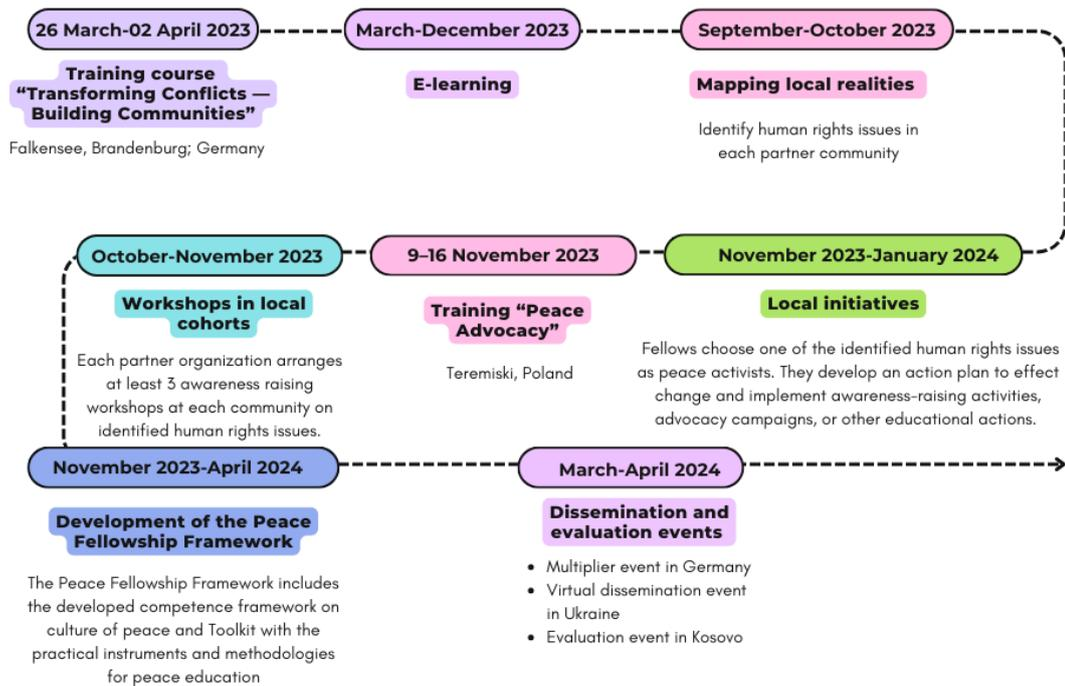 26 March-02 April 2023
Training course
“Transforming Conflicts —
Building Communities”
Falkensee, Brandenburg; Germany
March-December 2023
E-learning
September-October 2023
Mapping local realities
Identify human rights issues in
each partner community
October-November 2023
Workshops in local
cohorts
Each partner organization arranges
at least 3 awareness raising
workshops at each community on
identified human rights issues.
9–16 November 2023
Training “Peace
Advocacy”
Teremiski, Poland
November 2023-January 2024
Local initiatives
Fellows choose one of the identified human rights issues
as peace activists. They develop an action plan to effect
change and implement awareness-raising activities,
advocacy campaigns, or other educational actions.
November 2023-April 2024
Development of the Peace
Fellowship Framework
The Peace Fellowship Framework includes
the developed competence framework on
culture of peace and Toolkit with the
practical instruments and methodologies
for peace education
March-April 2024
Dissemination and
evaluation events
• Multiplier event in Germany
• Virtual dissemination event
in Ukraine
• Evaluation event in Kosovo